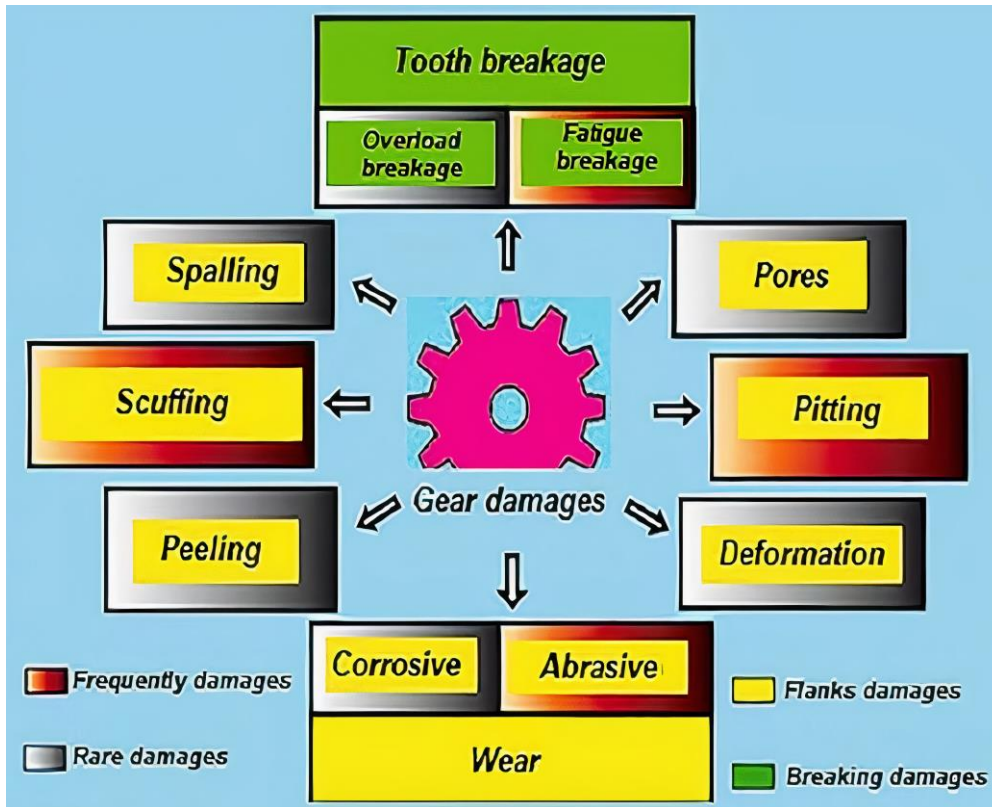 Tooth breakage
Overload
breakage
Fatigue
breakage
Spalling
Pores
Scuffing
Pitting
Gear damages
Peeling
Deformation
Corrosive
Abrasive
Wear
Frequently damages
Rare damages
Flanks damages
Breaking damages